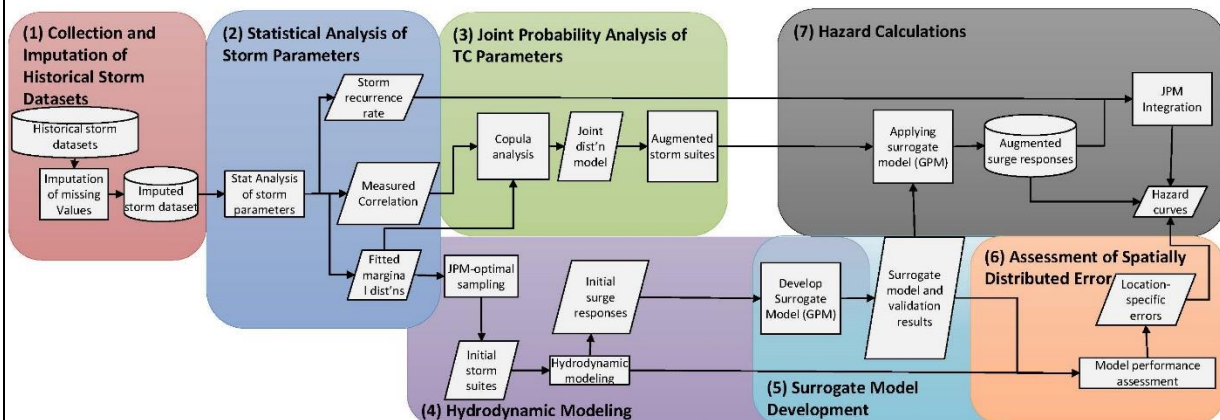 (1) Collection and
Imputation of
Historical Storm
Datasets
Historical storm
datasets
Imputation
of missing
Values
Imputed
storm dataset
(2) Statistical Analysis of
Storm Parameters
Stat Analysis
of storm
parameters
Storm
recurrence
rate
Measured
Correlation
Fitted
margina
l dist'ns
(3) Joint Probability Analysis of
TC Parameters
Copula
analysis
Joint
dist'n
model
Augmented
storm suites
JPM-optimal
sampling
Initial
storm
suites
Initial
surge
responses
Hydrodynamic
modeling
(4) Hydrodynamic Modeling
Develop
Surrogate
Model (GPM)
Surrogate
model and
validation
results
(5) Surrogate Model
Development
(6) Assessment of Spatially
Distributed Error
Location-
specific
errors
Model performance
assessment
(7) Hazard Calculations
Applying
surrogate
model (GPM)
Augmented
surge responses
JPM
Integration
Hazard
curves